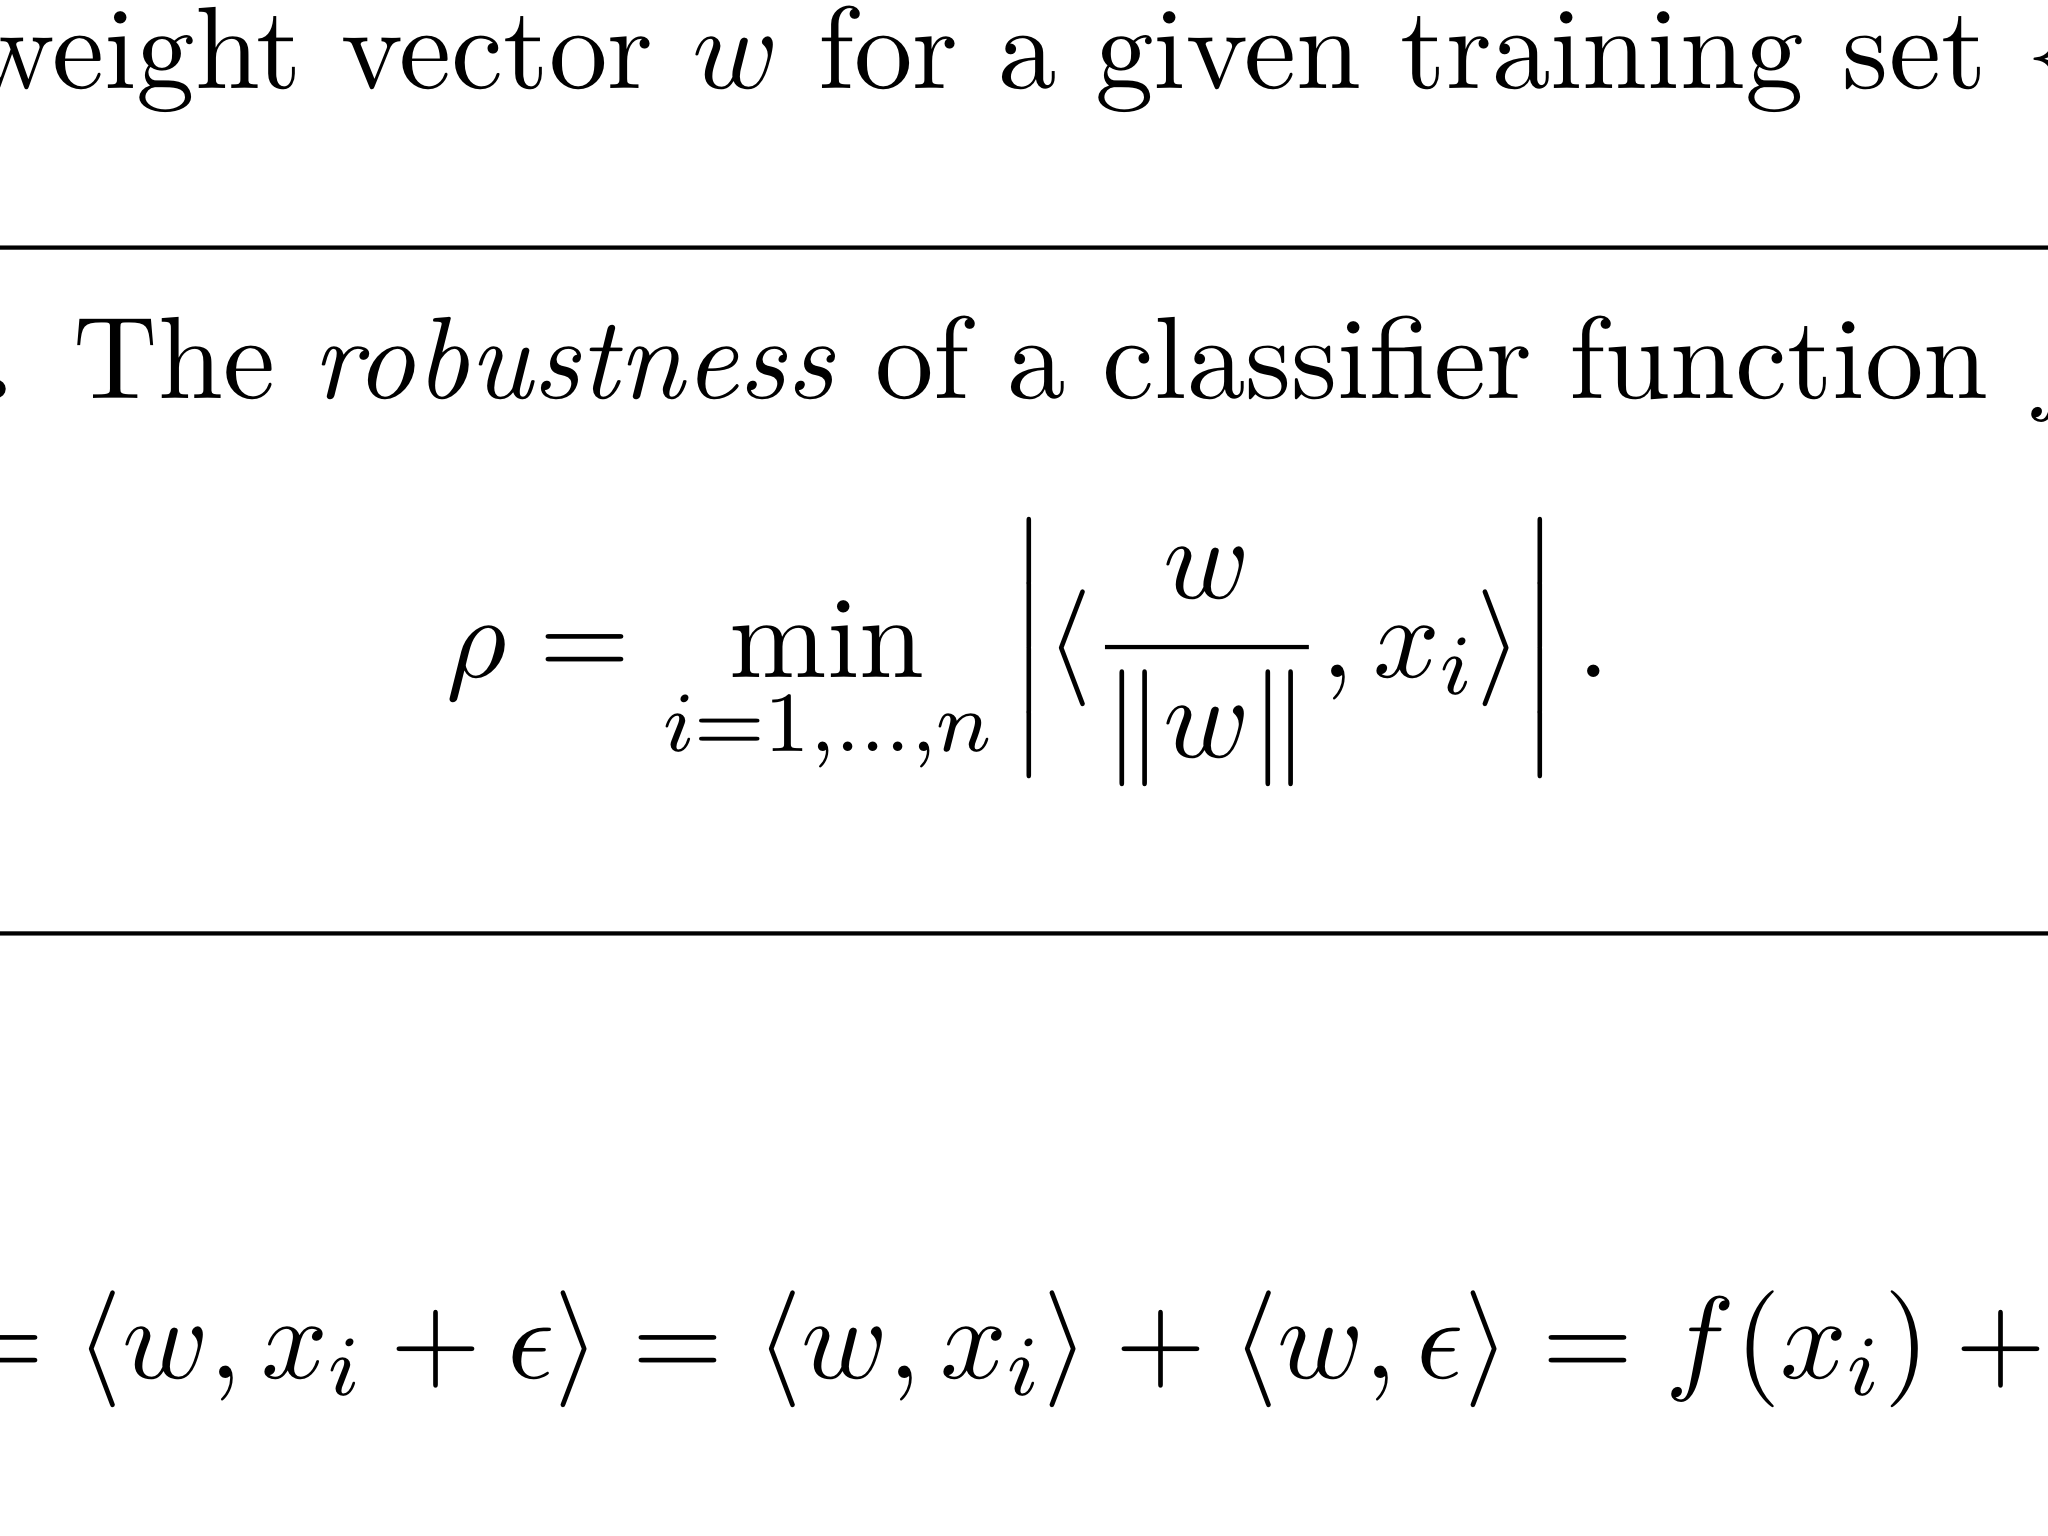 weight vector w for a given training set
. The robustness of a classifier function
ρ = min_{i=1,...,n} |⟨w/‖w‖, x_i⟩| .
= ⟨w, x_i + ϵ⟩ = ⟨w, x_i⟩ + ⟨w, ϵ⟩ = f(x_i) +